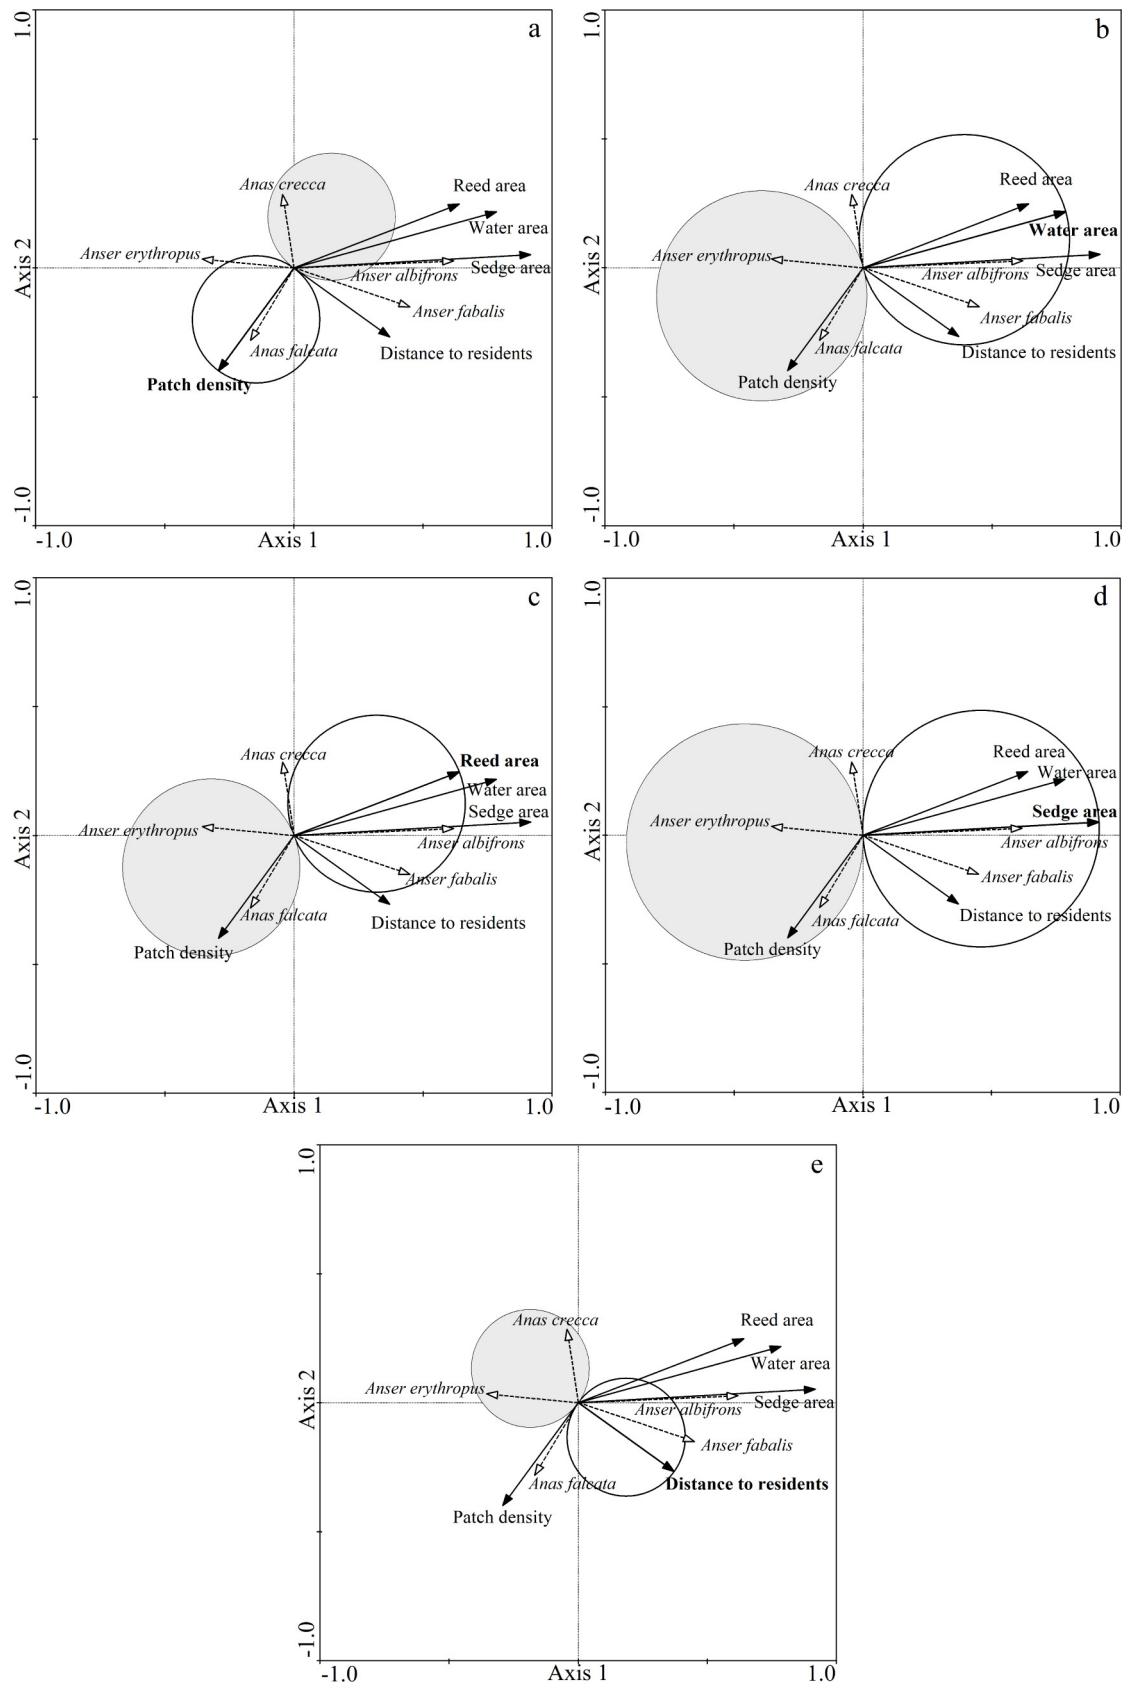 a
1.0
Anas crecca
Reed area
Water area
Anser erythropus
Sedge area
Anser albifrons
Anser fabalis
Anas falcata
Distance to residents
Patch density
Axis 2
-1.0
-1.0
Axis 1
1.0
b
1.0
Anas crecca
Reed area
Water area
Anser erythropus
Sedge area
Anser albifrons
Anser fabalis
Anas falcata
Distance to residents
Patch density
Axis 2
-1.0
-1.0
Axis 1
1.0
c
1.0
Anas crecca
Reed area
Water area
Sedge area
Anser erythropus
Anser albifrons
Anser fabalis
Anas falcata
Distance to residents
Patch density
Axis 2
-1.0
-1.0
Axis 1
1.0
d
1.0
Anas crecca
Reed area
Water area
Sedge area
Anser erythropus
Anser albifrons
Anser fabalis
Anas falcata
Distance to residents
Patch density
Axis 2
-1.0
-1.0
Axis 1
1.0
e
1.0
Anas crecca
Reed area
Water area
Anser erythropus
Sedge area
Anser albifrons
Anser fabalis
Anas falcata
Distance to residents
Patch density
Axis 2
-1.0
-1.0
Axis 1
1.0